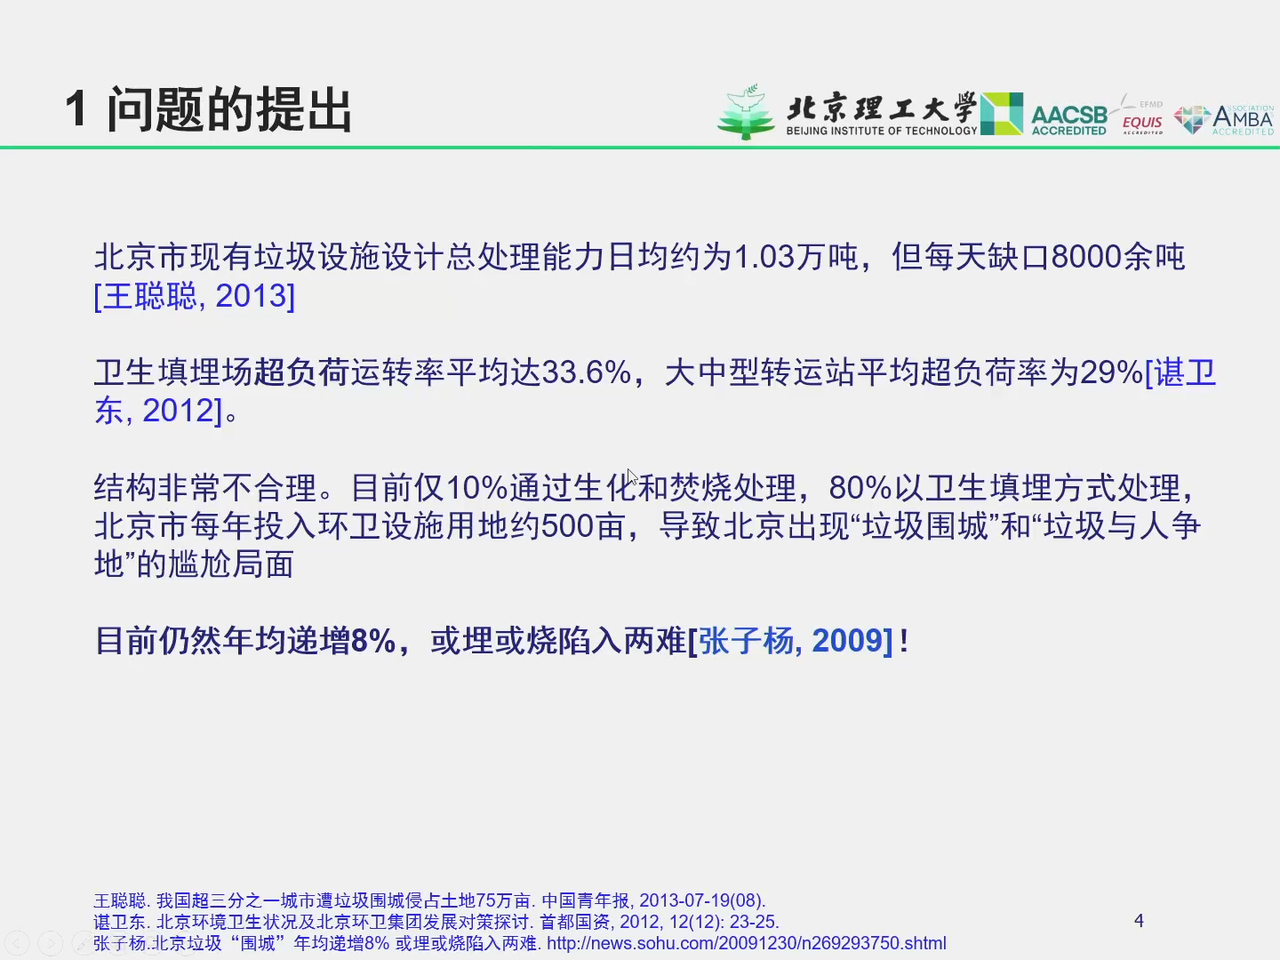 1 问题的提出
北京理工大学
BEIJING INSTITUTE OF TECHNOLOGY
AACSB
ACCREDITED
EFMD
EQUIS
ACCREDITED
ASSOCIATION
AMBA
ACCREDITED
北京市现有垃圾设施设计总处理能力日均约为1.03万吨，但每天缺口8000余吨
[王聪聪, 2013]
卫生填埋场超负荷运转率平均达33.6%，大中型转运站平均超负荷率为29%[谌卫
东, 2012]。
结构非常不合理。目前仅10%通过生化和焚烧处理，80%以卫生填埋方式处理，
北京市每年投入环卫设施用地约500亩，导致北京出现“垃圾围城”和“垃圾与人争
地”的尴尬局面
目前仍然年均递增8%，或埋或烧陷入两难[张子杨, 2009]！
王聪聪. 我国超三分之一城市遭垃圾围城侵占土地75万亩. 中国青年报, 2013-07-19(08).
谌卫东. 北京环境卫生状况及北京环卫集团发展对策探讨. 首都国资, 2012, 12(12): 23-25.
张子杨..北京垃圾“围城”年均递增8% 或埋或烧陷入两难. http://news.sohu.com/20091230/n269293750.shtml
4